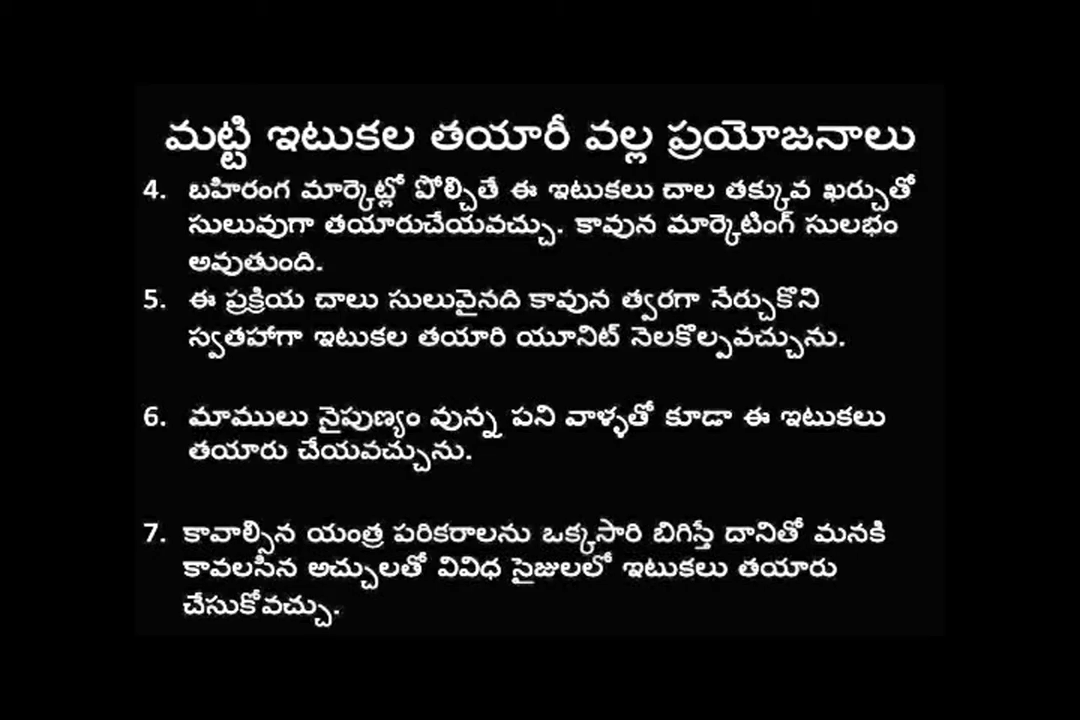 మట్టి ఇటుకల తయారీ వల్ల ప్రయోజనాలు
4. బహిరంగ మార్కెట్లో పోల్చితే ఈ ఇటుకలు చాల తక్కువ ఖర్చుతో
సులువుగా తయారుచేయవచ్చు. కావున మార్కెటింగ్ సులభం
అవుతుంది.
5. ఈ ప్రక్రియ చాలు సులువైనది కావున త్వరగా నేర్చుకొని
స్వతహాగా ఇటుకల తయారి యూనిట్ నెలకొల్పవచ్చును.
6. మాములు నైపుణ్యం వున్న పని వాళ్ళతో కూడా ఈ ఇటుకలు
తయారు చేయవచ్చును.
7. కావాల్సిన యంత్ర పరికరాలను ఒక్కసారి బిగిస్తే దానితో మనకి
కావలసిన అచ్చులతో వివిధ సైజులలో ఇటుకలు తయారు
చేసుకోవచ్చు.